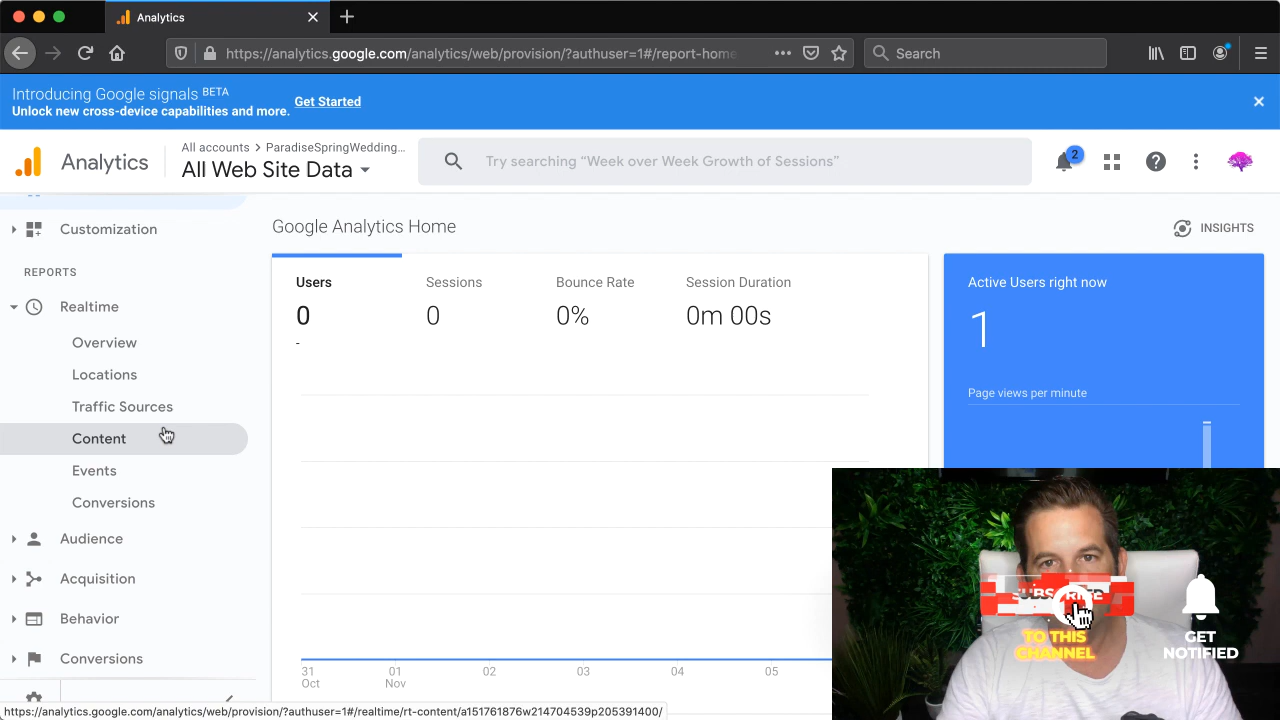 Analytics
https://analytics.google.com/analytics/web/provision/?authuser=1#/report-home
Search
Introducing Google signals BETA
Unlock new cross-device capabilities and more.
Get Started
Analytics
All accounts > ParadiseSpringWedding...
All Web Site Data
Try searching “Week over Week Growth of Sessions”
2
Customization
REPORTS
Realtime
Overview
Locations
Traffic Sources
Content
Events
Conversions
Audience
Acquisition
Behavior
Conversions
Google Analytics Home
INSIGHTS
Users
0
-
Sessions
0
Bounce Rate
0%
Session Duration
0m 00s
31
Oct
01
Nov
02
03
04
05
Active Users right now
1
Page views per minute
SUBSCRIBE
TO THIS
CHANNEL
GET
NOTIFIED
https://analytics.google.com/analytics/web/provision/?authuser=1#/realtime/rt-content/a151761876w214704539p205391400/